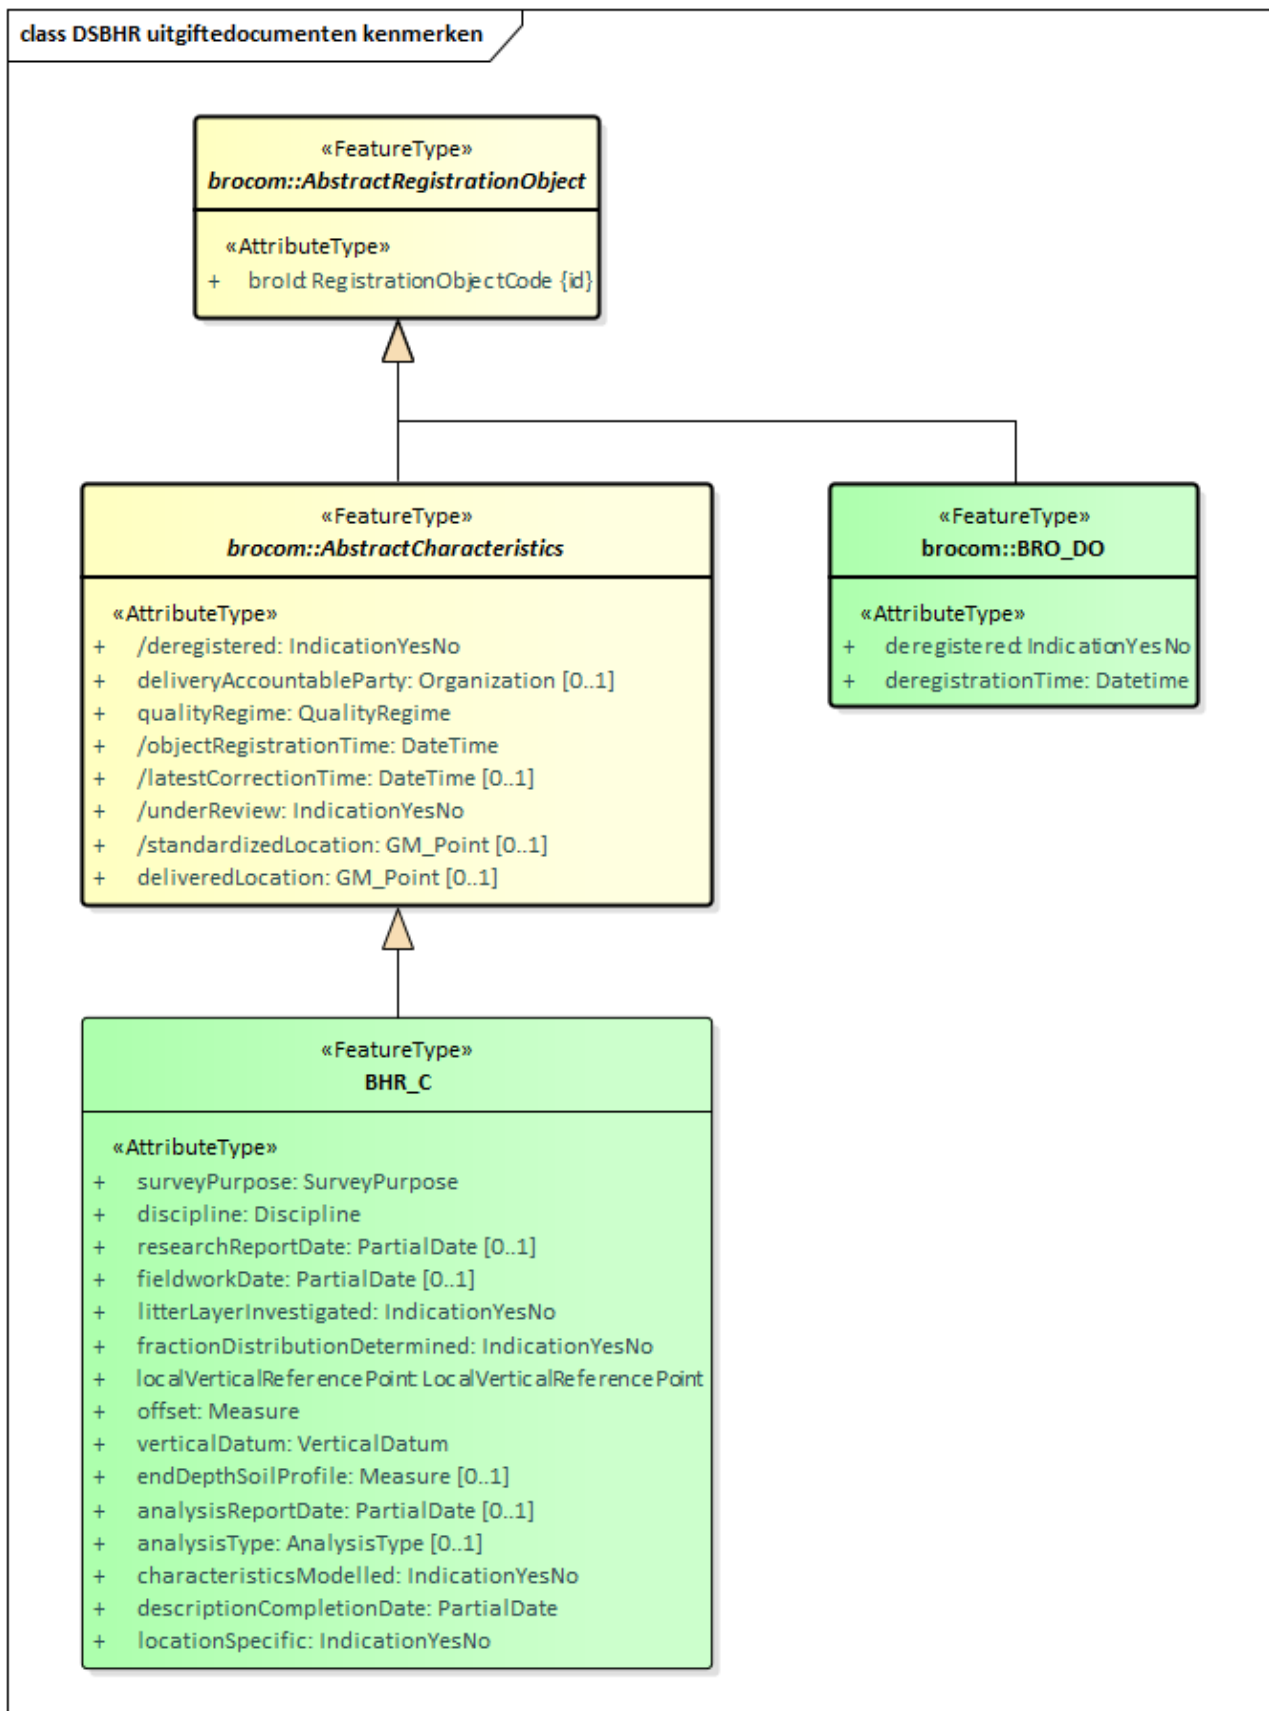 class DSBHR uitgiftedocumenten kenmerken
«FeatureType»
brocom::AbstractRegistrationObject
«AttributeType»
+ broId: RegistrationObjectCode {id}
«FeatureType»
brocom::AbstractCharacteristics
«AttributeType»
+ /deregistered: IndicationYesNo
+ deliveryAccountableParty: Organization [0..1]
+ qualityRegime: QualityRegime
+ /objectRegistrationTime: DateTime
+ /latestCorrectionTime: DateTime [0..1]
+ /underReview: IndicationYesNo
+ /standardizedLocation: GM_Point [0..1]
+ deliveredLocation: GM_Point [0..1]
«FeatureType»
brocom::BRO_DO
«AttributeType»
+ deregistered: IndicationYesNo
+ deregistrationTime: Datetime
«FeatureType»
BHR_C
«AttributeType»
+ surveyPurpose: SurveyPurpose
+ discipline: Discipline
+ researchReportDate: PartialDate [0..1]
+ fieldworkDate: PartialDate [0..1]
+ litterLayerInvestigated: IndicationYesNo
+ fractionDistributionDetermined: IndicationYesNo
+ localVerticalReferencePoint: LocalVerticalReferencePoint
+ offset: Measure
+ verticalDatum: VerticalDatum
+ endDepthSoilProfile: Measure [0..1]
+ analysisReportDate: PartialDate [0..1]
+ analysisType: AnalysisType [0..1]
+ characteristicsModelled: IndicationYesNo
+ descriptionCompletionDate: PartialDate
+ locationSpecific: IndicationYesNo